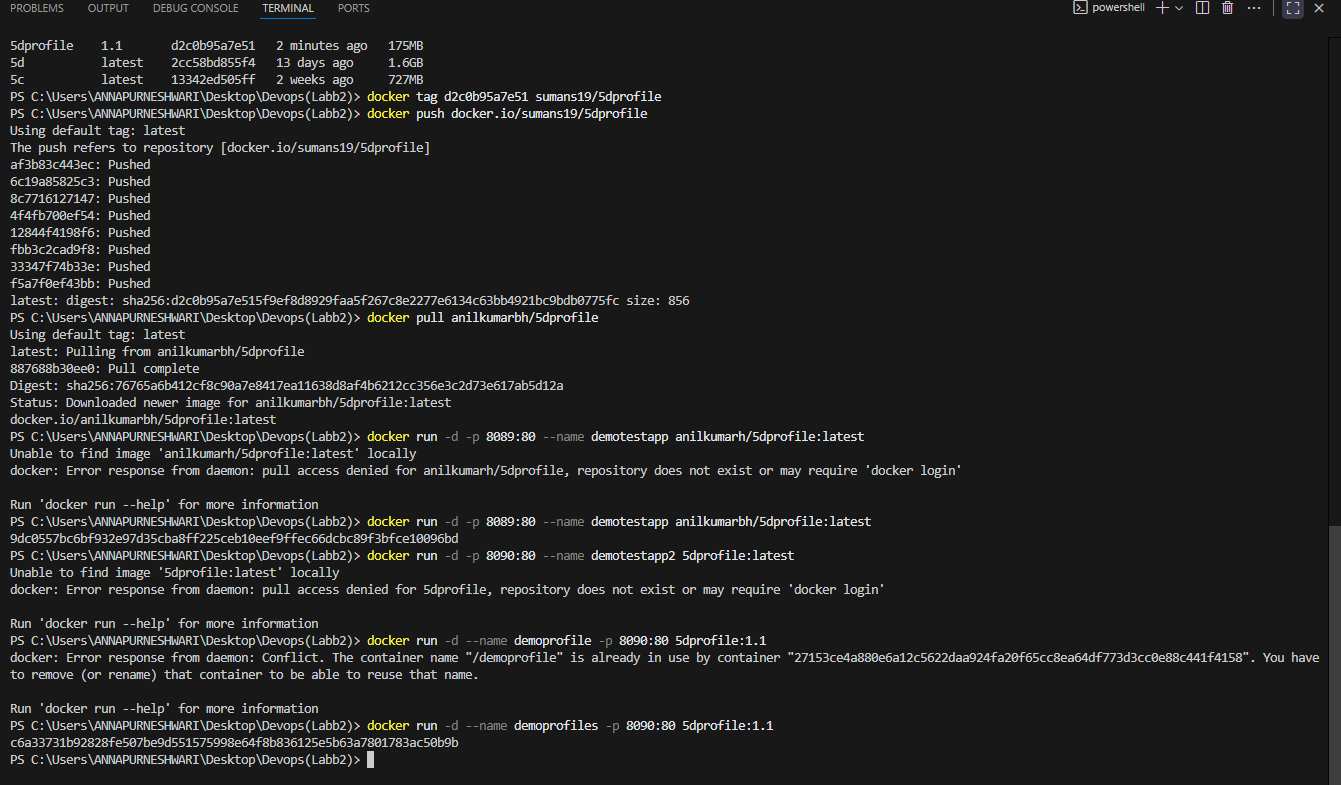 PROBLEMS OUTPUT DEBUG CONSOLE TERMINAL PORTS powershell
5dprofile 1.1 d2c0b95a7e51 2 minutes ago 175MB
5d latest 2cc58bd855f4 13 days ago 1.6GB
5c latest 13342ed505ff 2 weeks ago 727MB
PS C:\Users\ANNAPURNESHWARI\Desktop\Devops(Labb2)> docker tag d2c0b95a7e51 sumans19/5dprofile
PS C:\Users\ANNAPURNESHWARI\Desktop\Devops(Labb2)> docker push docker.io/sumans19/5dprofile
Using default tag: latest
The push refers to repository [docker.io/sumans19/5dprofile]
af3b83c443ec: Pushed
6c19a85825c3: Pushed
8c7716127147: Pushed
4f4fb700ef54: Pushed
12844f4198f6: Pushed
fbb3c2cad9f8: Pushed
33347f74b33e: Pushed
f5a7f0ef43bb: Pushed
latest: digest: sha256:d2c0b95a7e515f9ef8d8929faa5f267c8e2277e6134c63bb4921bc9bdb0775fc size: 856
PS C:\Users\ANNAPURNESHWARI\Desktop\Devops(Labb2)> docker pull anilkumarbh/5dprofile
Using default tag: latest
latest: Pulling from anilkumarbh/5dprofile
887688b30ee0: Pull complete
Digest: sha256:76765a6b412cf8c90a7e8417ea11638d8af4b6212cc356e3c2d73e617ab5d12a
Status: Downloaded newer image for anilkumarbh/5dprofile:latest
docker.io/anilkumarbh/5dprofile:latest
PS C:\Users\ANNAPURNESHWARI\Desktop\Devops(Labb2)> docker run -d -p 8089:80 --name demotestapp anilkumarh/5dprofile:latest
Unable to find image 'anilkumarh/5dprofile:latest' locally
docker: Error response from daemon: pull access denied for anilkumarh/5dprofile, repository does not exist or may require 'docker login'
Run 'docker run --help' for more information
PS C:\Users\ANNAPURNESHWARI\Desktop\Devops(Labb2)> docker run -d -p 8089:80 --name demotestapp anilkumarbh/5dprofile:latest
9dc0557bc6bf932e97d35cba8ff225ceb10eef9ffec66dcbc89f3bfce10096bd
PS C:\Users\ANNAPURNESHWARI\Desktop\Devops(Labb2)> docker run -d -p 8090:80 --name demotestapp2 5dprofile:latest
Unable to find image '5dprofile:latest' locally
docker: Error response from daemon: pull access denied for 5dprofile, repository does not exist or may require 'docker login'
Run 'docker run --help' for more information
PS C:\Users\ANNAPURNESHWARI\Desktop\Devops(Labb2)> docker run -d --name demoprofile -p 8090:80 5dprofile:1.1
docker: Error response from daemon: Conflict. The container name "/demoprofile" is already in use by container "27153ce4a880e6a12c5622daa924fa20f65cc8ea64df773d3cc0e88c441f4158". You have
to remove (or rename) that container to be able to reuse that name.
Run 'docker run --help' for more information
PS C:\Users\ANNAPURNESHWARI\Desktop\Devops(Labb2)> docker run -d --name demoprofiles -p 8090:80 5dprofile:1.1
c6a33731b92828fe507be9d551575998e64f8b836125e5b63a7801783ac50b9b
PS C:\Users\ANNAPURNESHWARI\Desktop\Devops(Labb2)>